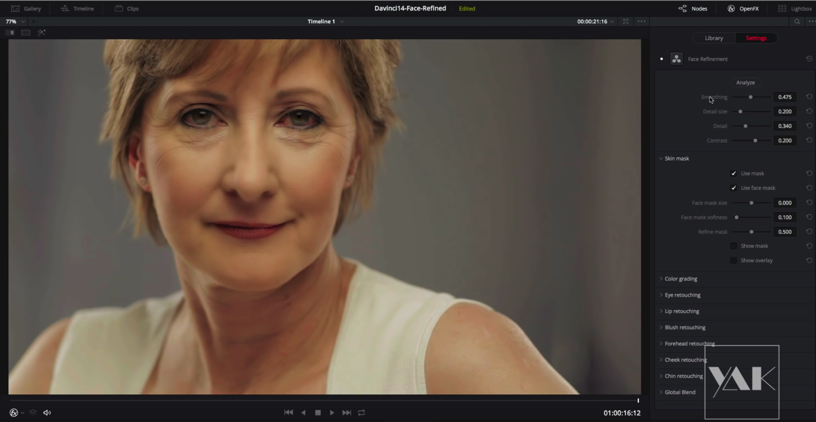 Gallery Timeline Clips Davinci14-Face-Refined Edited Nodes OpenFX Lightbox
77% Timeline 1 00:00:21:16
Library Settings
Face Refinement
Analyze
Smoothing 0.475
Detail size 0.200
Detail 0.340
Contrast 0.200
Skin mask
Use mask
Use face mask
Face mask size 0.000
Face mate softness 0.100
Refine mask 0.500
Show mask
Show overlay
Color grading
Eye retouching
Lip retouching
Blush retouching
Forehead retouching
Cheek retouching
Chin retouching
Global Blend
YAK
01:00:16:12